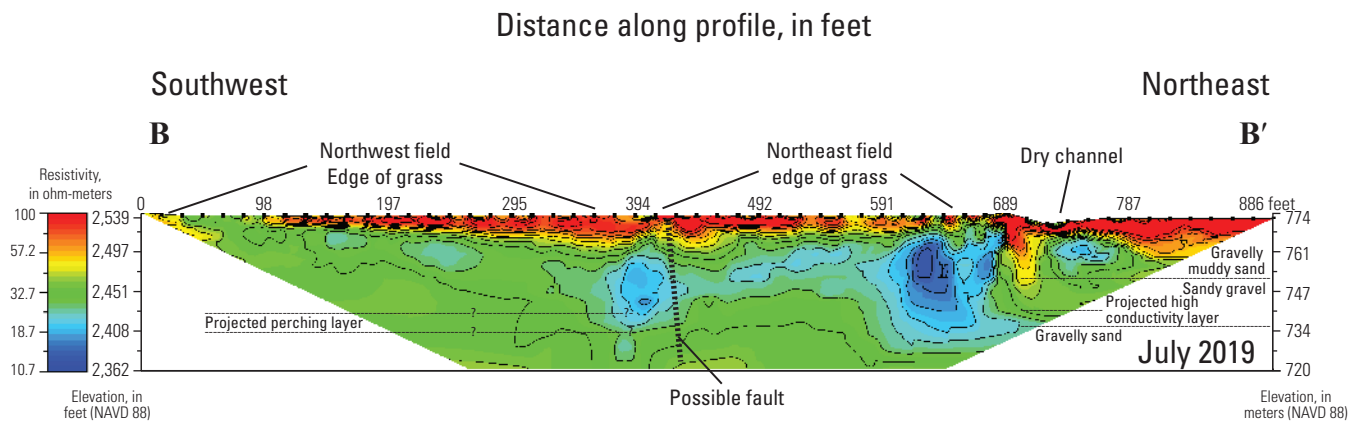 Distance along profile, in feet
Southwest
Northeast
B
B′
Northwest field
Edge of grass
Northeast field
edge of grass
Dry channel
Resistivity,
in ohm-meters
0
98
197
295
394
492
591
689
787
886 feet
100
57.2
32.7
18.7
10.7
2,539
2,497
2,451
2,408
2,362
774
761
747
734
720
Gravelly
muddy sand
Sandy gravel
Projected high
conductivity layer
Gravelly sand
Projected perching layer
?
?
?
?
July 2019
Possible fault
Elevation, in
feet (NAVD 88)
Elevation, in
meters (NAVD 88)